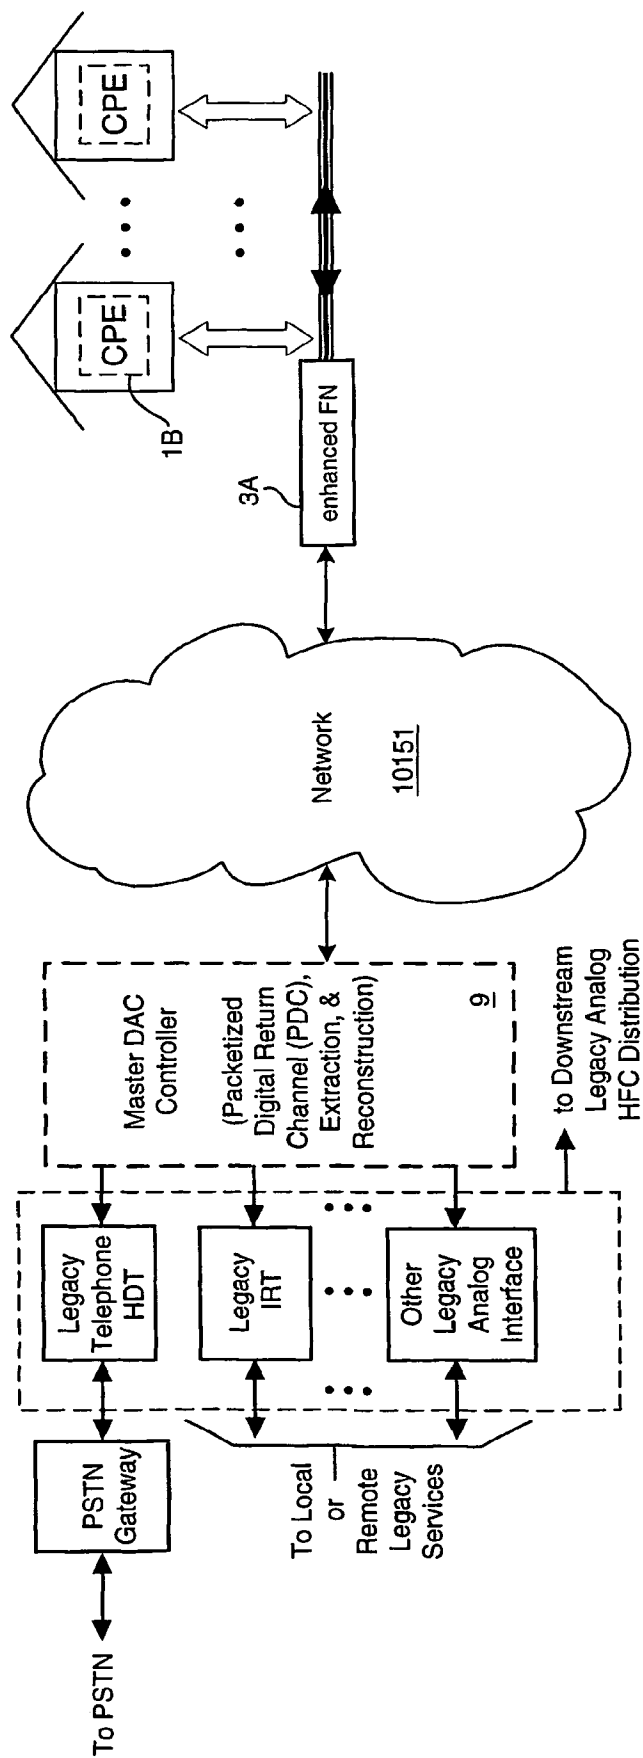 To PSTN
PSTN
Gateway
To Local
or
Remote
Legacy
Services
Legacy
Telephone
HDT
Legacy
IRT
Other
Legacy
Analog
Interface
to Downstream
Legacy Analog
HFC Distribution
Master DAC
Controller
(Packetized
Digital Return
Channel (PDC),
Extraction, &
Reconstruction)
9
Network
10151
3A
enhanced FN
1B
CPE
CPE